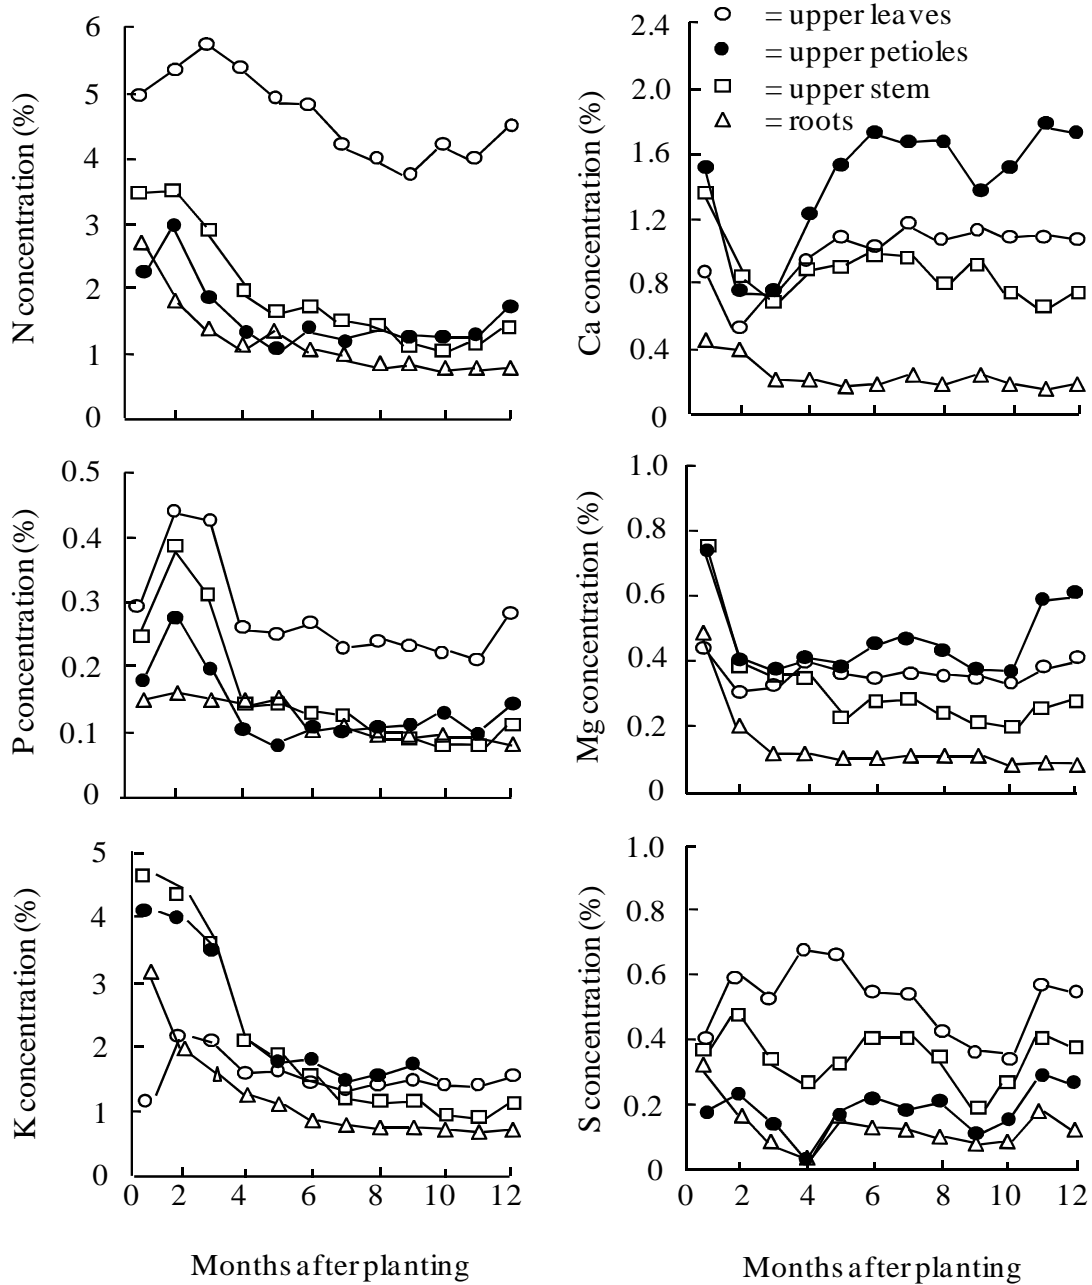 N concentration (%)
6
5
4
3
2
1
0
Ca concentration (%)
2.4
2.0
1.6
1.2
0.8
0.4
0
= upper leaves
= upper petioles
= upper stem
= roots
P concentration (%)
0.5
0.4
0.3
0.2
0.1
0
Mg concentration (%)
1.0
0.8
0.6
0.4
0.2
0
K concentration (%)
5
4
3
2
1
0
0 2 4 6 8 10 12
Months after planting
S concentration (%)
1.0
0.8
0.6
0.4
0.2
0
0 2 4 6 8 10 12
Months after planting